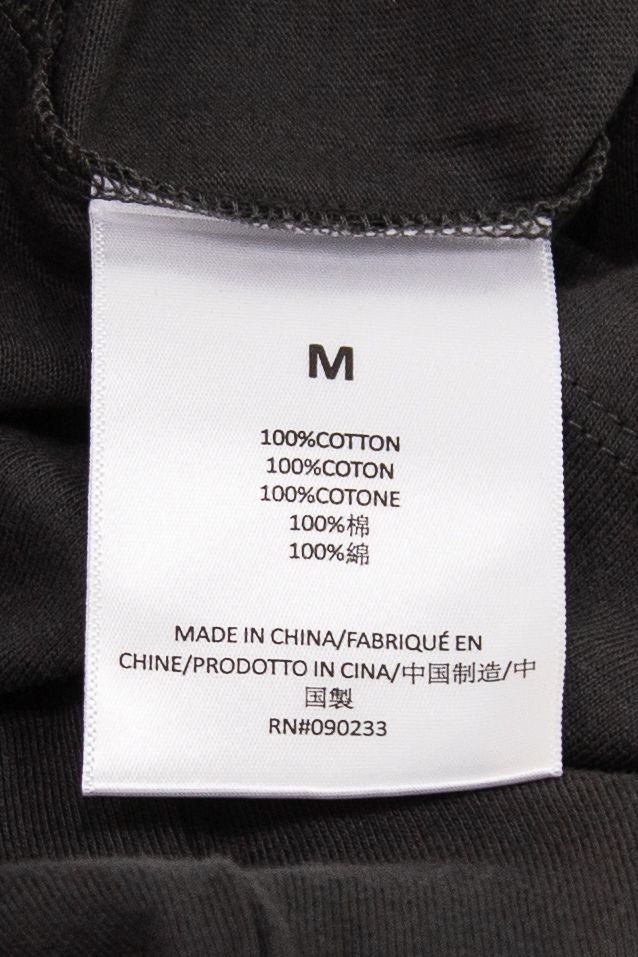 M
100%COTTON
100%COTON
100%COTONE
100%棉
100%綿
MADE IN CHINA/FABRIQUÉ EN
CHINE/PRODOTTO IN CINA/中国制造/中
国製
RN#090233